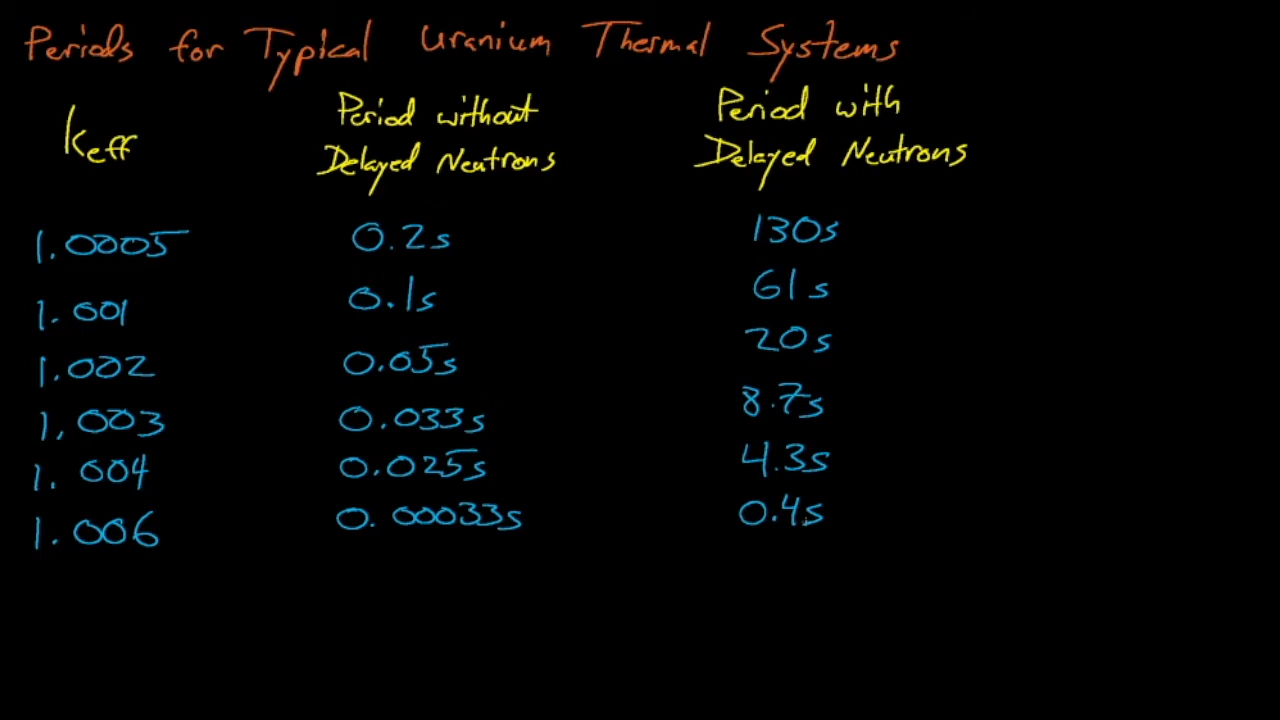 Periods for Typical Uranium Thermal Systems
Keff Period without Delayed Neutrons Period with Delayed Neutrons
1.0005 0.2s 130s
1.001 0.1s 61s
1.002 0.05s 20s
1.003 0.033s 8.7s
1.004 0.025s 4.3s
1.006 0.00033s 0.4s